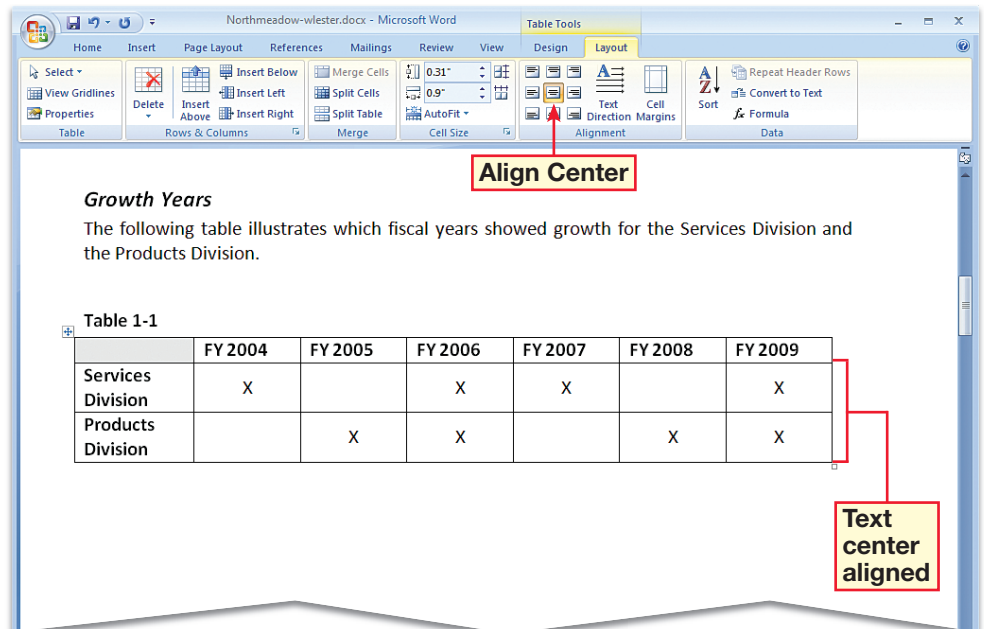 Northmeadow-wlester.docx - Microsoft Word
Table Tools
Home Insert Page Layout References Mailings Review View Design Layout
Select
View Gridlines
Properties
Table
Delete
Insert Above
Insert Below
Insert Left
Insert Right
Rows & Columns
Merge Cells
Split Cells
Split Table
Merge
0.31"
0.9"
AutoFit
Cell Size
Text Direction
Cell Margins
Alignment
Sort
Repeat Header Rows
Convert to Text
fx Formula
Data
Align Center
Growth Years
The following table illustrates which fiscal years showed growth for the Services Division and
the Products Division.
Table 1-1
FY 2004 FY 2005 FY 2006 FY 2007 FY 2008 FY 2009
Services
Division X X X X
Products
Division X X X X
Text
center
aligned